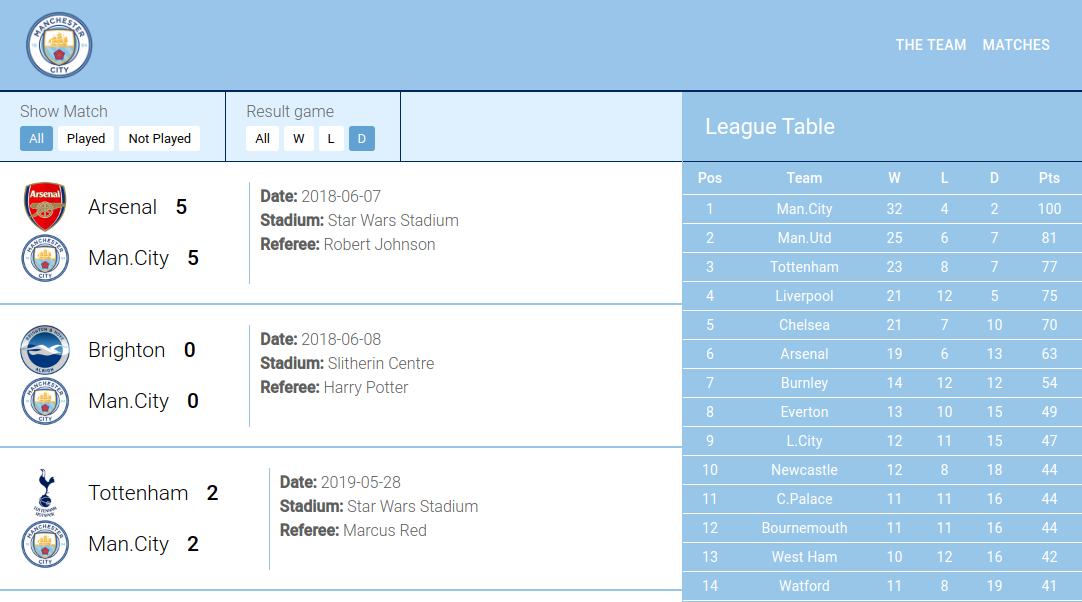 MANCHESTER
CITY
THE TEAM MATCHES
Show Match
All Played Not Played
Result game
All W L D
League Table
Arsenal
Arsenal 5
MANCHESTER
CITY
Man.City 5
Date: 2018-06-07
Stadium: Star Wars Stadium
Referee: Robert Johnson
BRIGHTON & HOVE
ALBION
Brighton 0
MANCHESTER
CITY
Man.City 0
Date: 2018-06-08
Stadium: Slitherin Centre
Referee: Harry Potter
TOTTENHAM
HOTSPUR
Tottenham 2
MANCHESTER
CITY
Man.City 2
Date: 2019-05-28
Stadium: Star Wars Stadium
Referee: Marcus Red
Pos Team W L D Pts
1 Man.City 32 4 2 100
2 Man.Utd 25 6 7 81
3 Tottenham 23 8 7 77
4 Liverpool 21 12 5 75
5 Chelsea 21 7 10 70
6 Arsenal 19 6 13 63
7 Burnley 14 12 12 54
8 Everton 13 10 15 49
9 L.City 12 11 15 47
10 Newcastle 12 8 18 44
11 C.Palace 11 11 16 44
12 Bournemouth 11 11 16 44
13 West Ham 10 12 16 42
14 Watford 11 8 19 41